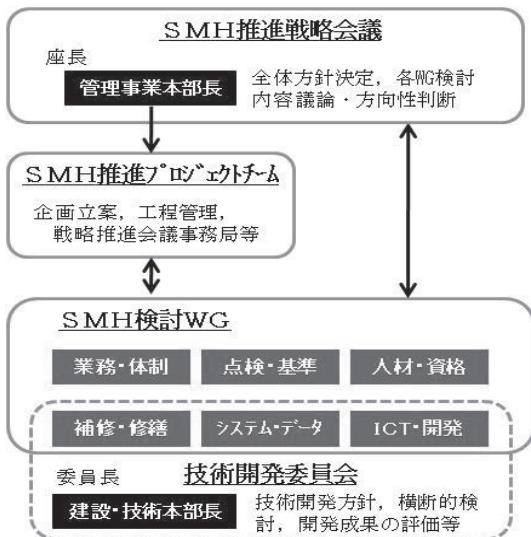 SMH推進戦略会議
座長
管理事業本部長
全体方針決定，各WG検討
内容議論・方向性判断
SMH推進プロジェクトチーム
企画立案，工程管理，
戦略推進会議事務局等
SMH検討WG
業務・体制
点検・基準
人材・資格
補修・修繕
システム・データ
ICT・開発
委員長
技術開発委員会
建設・技術本部長
技術開発方針，横断的検
討，開発成果の評価等